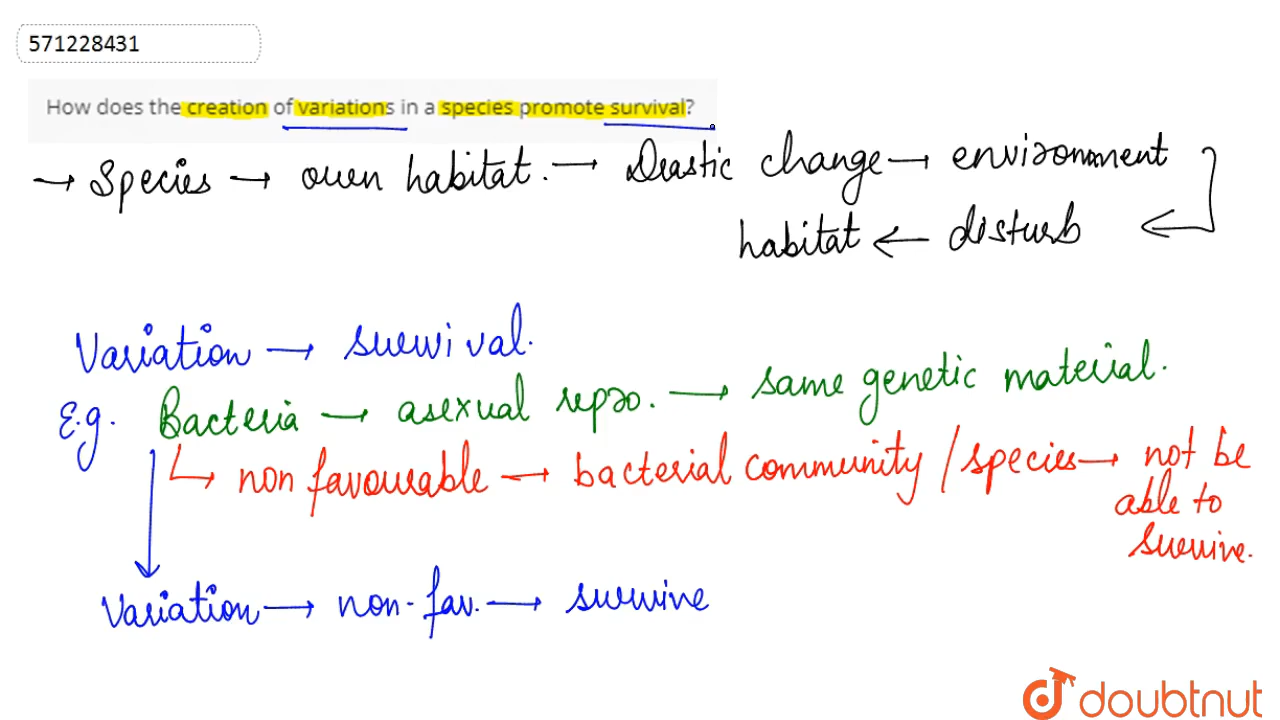 571228431
How does the creation of variations in a species promote survival?
→ Species → own habitat. → Drastic change → environment
habitat ← disturb ←
Variation → survival.
E.g. Bacteria → asexual repro. → same genetic material.
↳ non favourable → bacterial community / species → not be
able to
survive.
Variation → non-fav. → survive
doubtnut